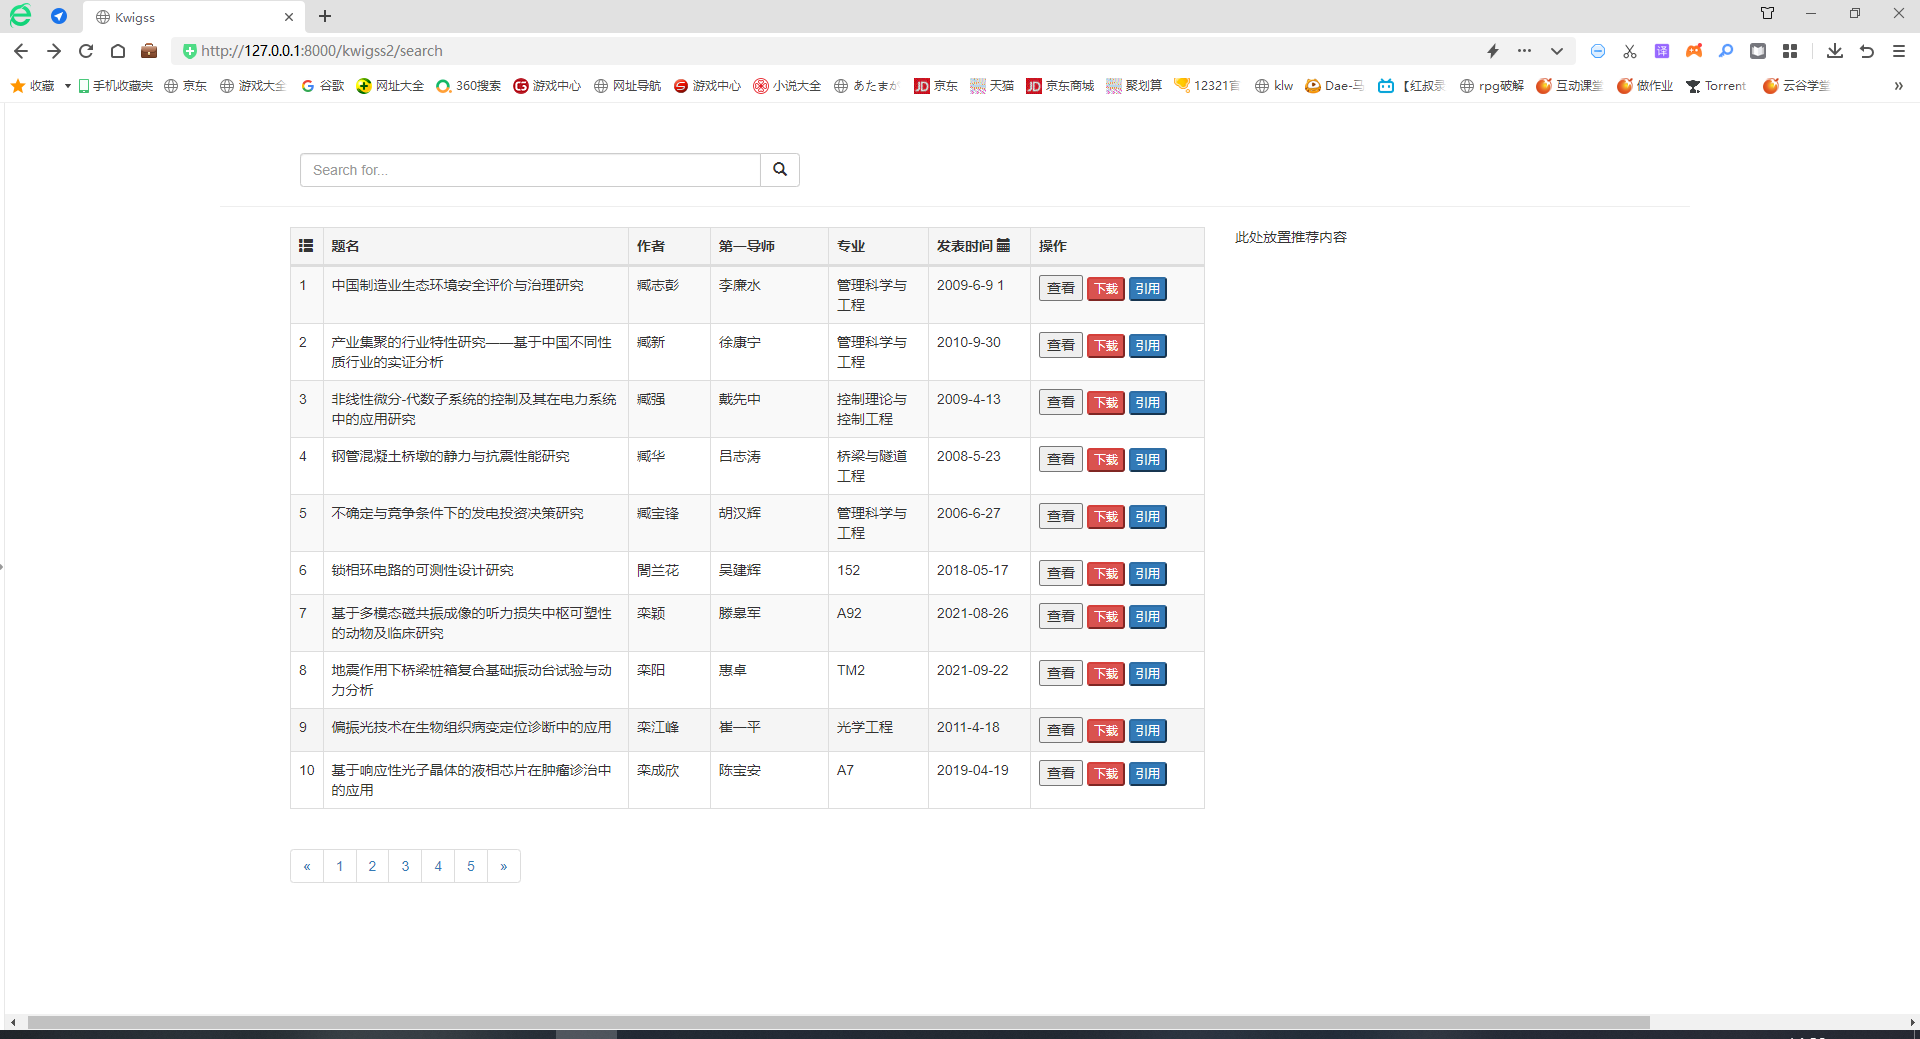 Kwigss
http://127.0.0.1:8000/kwigss2/search
收藏 手机收藏夹 京东 游戏大全 谷歌 网址大全 360搜索 游戏中心 网址导航 游戏中心 小说大全 あたまが 京东 天猫 京东商城 聚划算 12321官 klw Dae-马 【红叔景 rpg破解 互动课堂 做作业 Torrent 云谷学堂 »
Search for...
题名 作者 第一导师 专业 发表时间 操作
1 中国制造业生态环境安全评价与治理研究 臧志彭 李廉水 管理科学与 2009-6-9 1 查看 下载 引用
工程
2 产业集聚的行业特性研究——基于中国不同性 臧新 徐康宁 管理科学与 2010-9-30 查看 下载 引用
质行业的实证分析 工程
3 非线性微分-代数子系统的控制及其在电力系统 臧强 戴先中 控制理论与 2009-4-13 查看 下载 引用
中的应用研究 控制工程
4 钢管混凝土桥墩的静力与抗震性能研究 臧华 吕志涛 桥梁与隧道 2008-5-23 查看 下载 引用
工程
5 不确定与竞争条件下的发电投资决策研究 臧宝锋 胡汉辉 管理科学与 2006-6-27 查看 下载 引用
工程
6 锁相环电路的可测性设计研究 閤兰花 吴建辉 152 2018-05-17 查看 下载 引用
7 基于多模态磁共振成像的听力损失中枢可塑性 栾颖 滕皋军 A92 2021-08-26 查看 下载 引用
的动物及临床研究
8 地震作用下桥梁桩箱复合基础振动台试验与动 栾阳 惠卓 TM2 2021-09-22 查看 下载 引用
力分析
9 偏振光技术在生物组织病变定位诊断中的应用 栾江峰 崔一平 光学工程 2011-4-18 查看 下载 引用
10 基于响应性光子晶体的液相芯片在肿瘤诊治中 栾成欣 陈宝安 A7 2019-04-19 查看 下载 引用
的应用
此处放置推荐内容
« 1 2 3 4 5 »